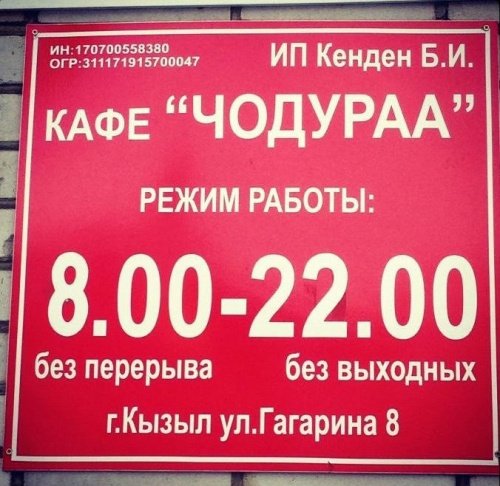 ИН:170700558380
ОГР:311171915700047
ИП Кенден Б.И.
КАФЕ “ЧОДУРАА”
РЕЖИМ РАБОТЫ:
8.00-22.00
без перерыва без выходных
г.Кызыл ул.Гагарина 8